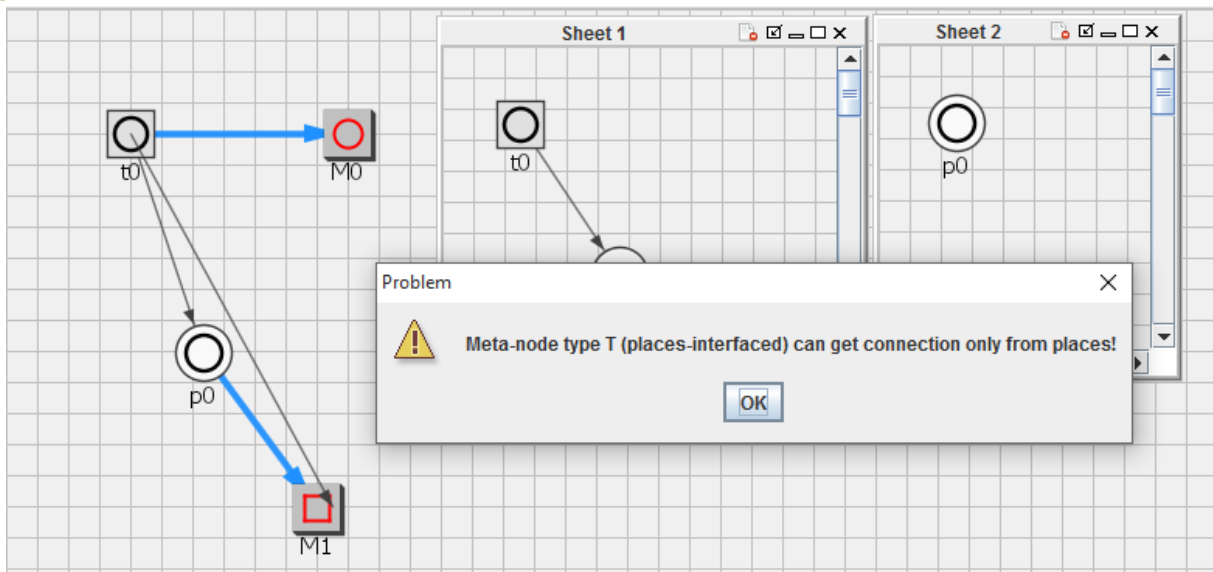 Sheet 1
Sheet 2
t0
M0
t0
p0
Problem
Meta-node type T (places-interfaced) can get connection only from places!
OK
p0
M1